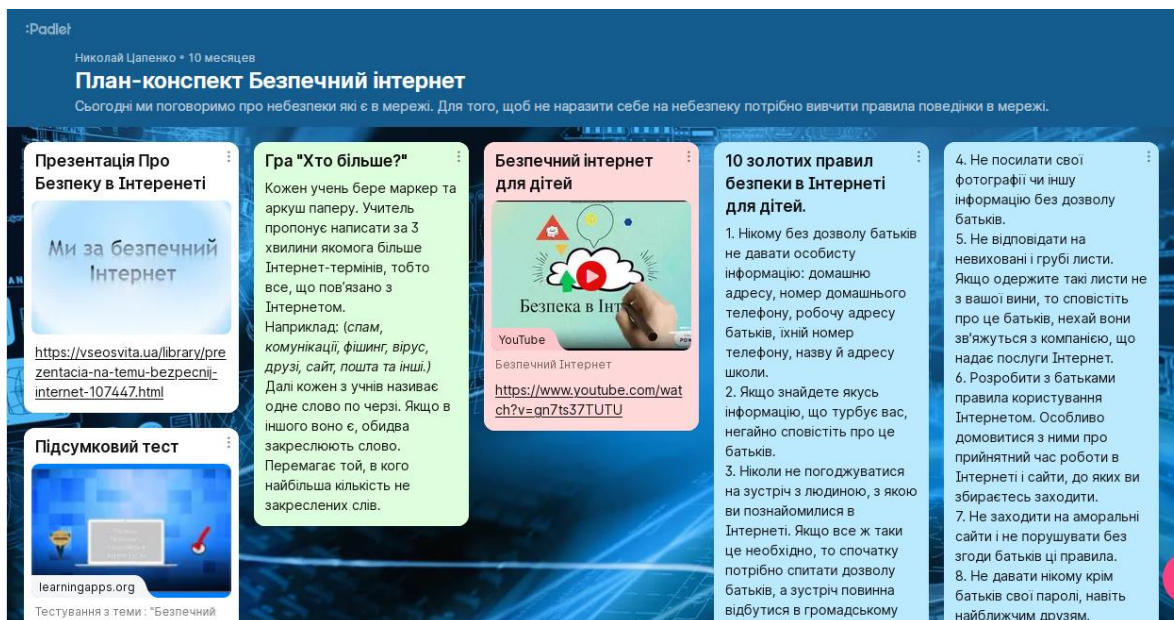 :Padlet
Николай Цапенко • 10 месяцев
План-конспект Безпечний інтернет
Сьогодні ми поговоримо про небезпеки які є в мережі. Для того, щоб не наразити себе на небезпеку потрібно вивчити правила поведінки в мережі.
Презентація Про
Безпеку в Інтеренеті
Ми за безпечний
Інтернет
https://vseosvita.ua/library/pre
zentacia-na-temu-bezpecnij-
internet-107447.html
Підсумковий тест
learningapps.org
Тестування з теми : "Безпечний
Гра "Хто більше?"
Кожен учень бере маркер та
аркуш паперу. Учитель
пропонує написати за 3
хвилини якомога більше
Інтернет-термінів, тобто
все, що пов’язано з
Інтернетом.
Наприклад: (спам,
комунікації, фішинг, вірус,
друзі, сайт, пошта та інші.)
Далі кожен з учнів називає
одне слово по черзі. Якщо в
іншого воно є, обидва
закреслюють слово.
Перемагає той, в кого
найбільша кількість не
закреслених слів.
Безпечний інтернет
для дітей
Безпека в Інт
YouTube
Безпечний Інтернет
https://www.youtube.com/wat
ch?v=gn7ts37TUTU
10 золотих правил
безпеки в Інтернеті
для дітей.
1. Нікому без дозволу батьків
не давати особисту
інформацію: домашню
адресу, номер домашнього
телефону, робочу адресу
батьків, їхній номер
телефону, назву й адресу
школи.
2. Якщо знайдете якусь
інформацію, що турбує вас,
негайно сповістіть про це
батьків.
3. Ніколи не погоджуватися
на зустріч з людиною, з якою
ви познайомилися в
Інтернеті. Якщо все ж таки
це необхідно, то спочатку
потрібно спитати дозволу
батьків, а зустріч повинна
відбутися в громадському
4. Не посилати свої
фотографії чи іншу
інформацію без дозволу
батьків.
5. Не відповідати на
невиховані і грубі листи.
Якщо одержите такі листи не
з вашої вини, то сповістіть
про це батьків, нехай вони
зв'яжуться з компанією, що
надає послуги Інтернет.
6. Розробити з батьками
правила користування
Інтернетом. Особливо
домовитися з ними про
прийнятний час роботи в
Інтернеті і сайти, до яких ви
збираєтесь заходити.
7. Не заходити на аморальні
сайти і не порушувати без
згоди батьків ці правила.
8. Не давати нікому крім
батьків свої паролі, навіть
найближчим друзям.